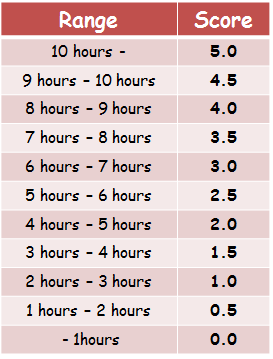 Range Score
10 hours - 5.0
9 hours – 10 hours 4.5
8 hours – 9 hours 4.0
7 hours – 8 hours 3.5
6 hours – 7 hours 3.0
5 hours – 6 hours 2.5
4 hours – 5 hours 2.0
3 hours – 4 hours 1.5
2 hours – 3 hours 1.0
1 hours – 2 hours 0.5
- 1hours 0.0